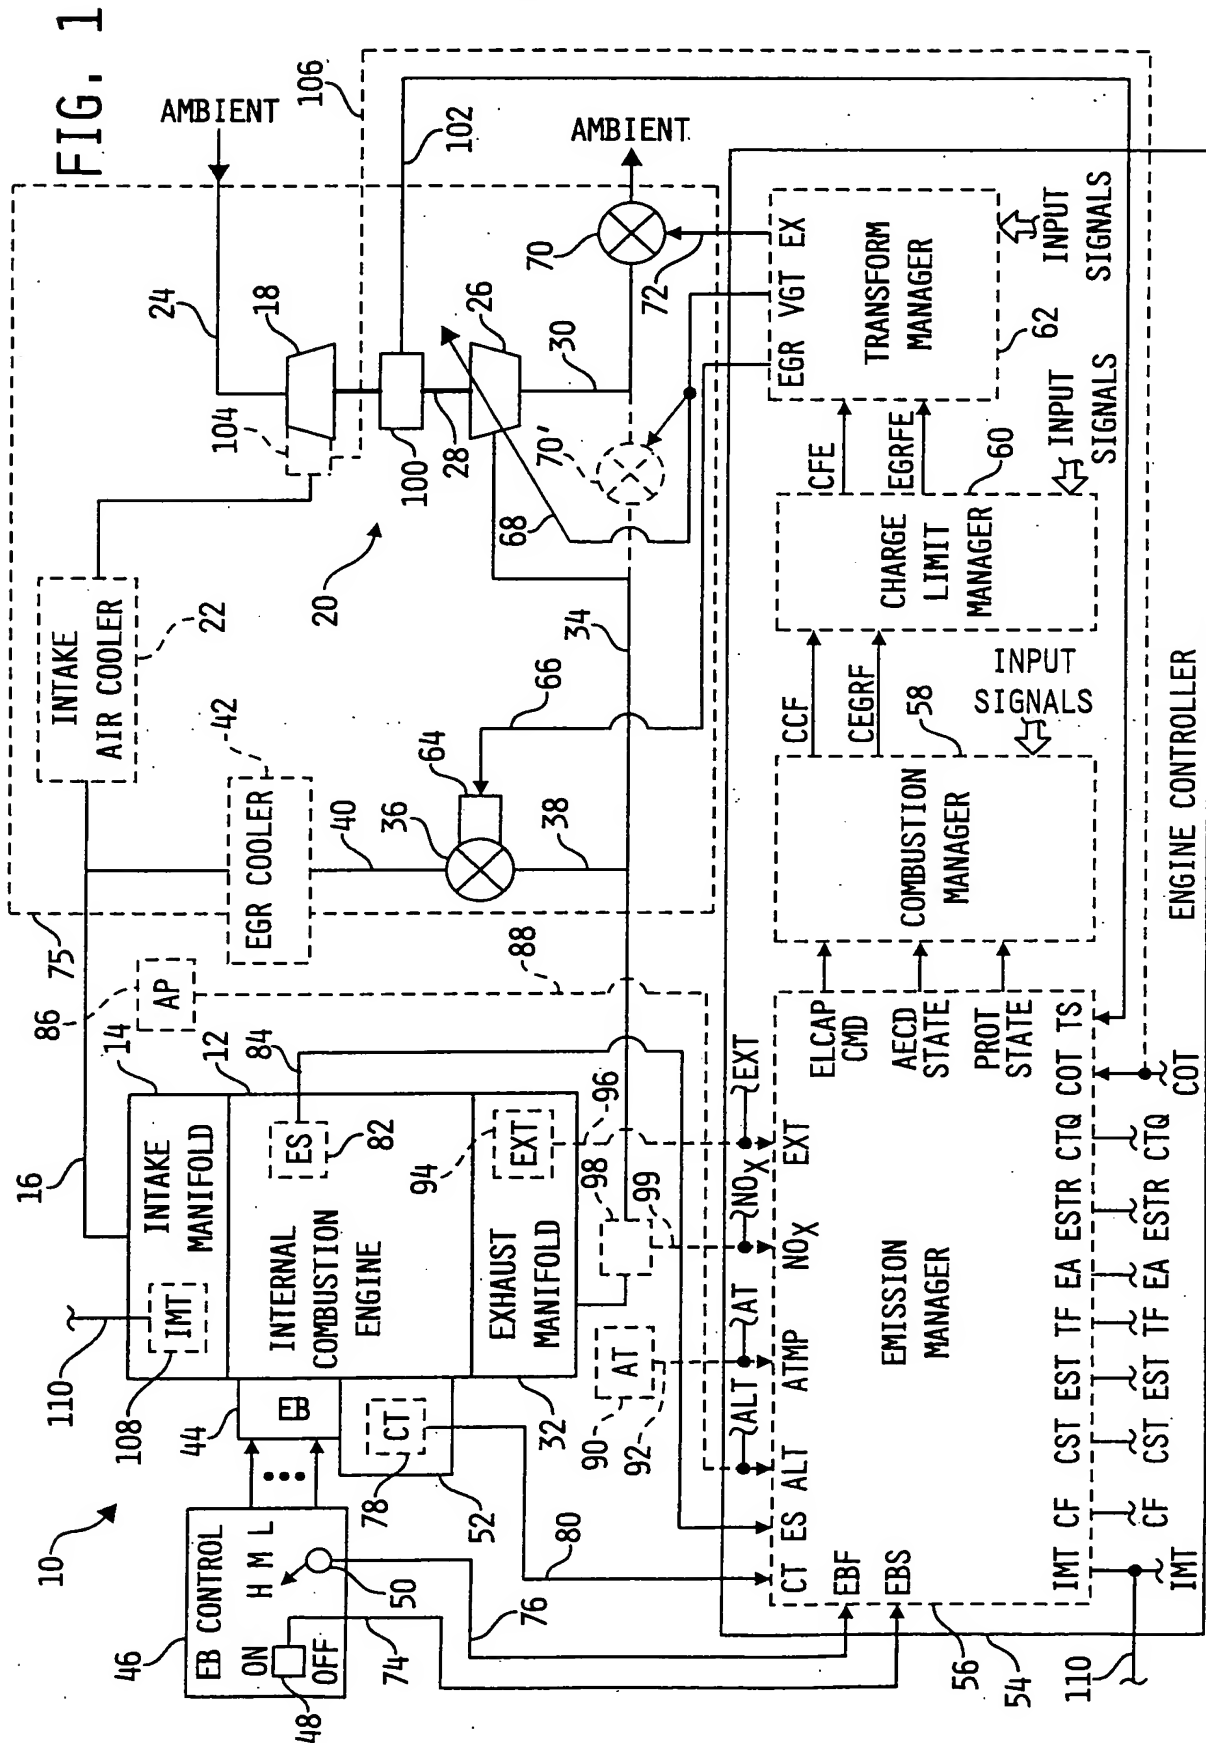 FIG. 1
10
EB CONTROL
46
ON
OFF
H M L
48
50
74
76
44
EB
110
108
IMT
INTAKE
MANIFOLD
14
16
INTERNAL
COMBUSTION
ENGINE
12
ES
82
84
CT
78
52
80
EXHAUST
MANIFOLD
32
EXT
94
96
AP
86
88
AT
90
92
98
99
75
EGR COOLER
42
40
36
64
66
38
34
INTAKE
AIR COOLER
22
20
24
AMBIENT
18
104
100
28
102
106
26
68
30
70
70'
72
AMBIENT
CT
ES
ALT
ATMP
NOX
EXT
ALT
AT
NOX
EXT
EBF
EBS
EMISSION
MANAGER
ELCAP
CMD
AECD
STATE
PROT
STATE
IMT CF CST EST TF EA ESTR CTQ COT TS
IMT CF CST EST TF EA ESTR CTQ COT
56
54
110
COMBUSTION
MANAGER
58
INPUT
SIGNALS
CCF
CEGRF
CHARGE
LIMIT
MANAGER
60
INPUT
SIGNALS
CFE
EGRFE
EGR VGT EX
TRANSFORM
MANAGER
62
INPUT
SIGNALS
ENGINE CONTROLLER